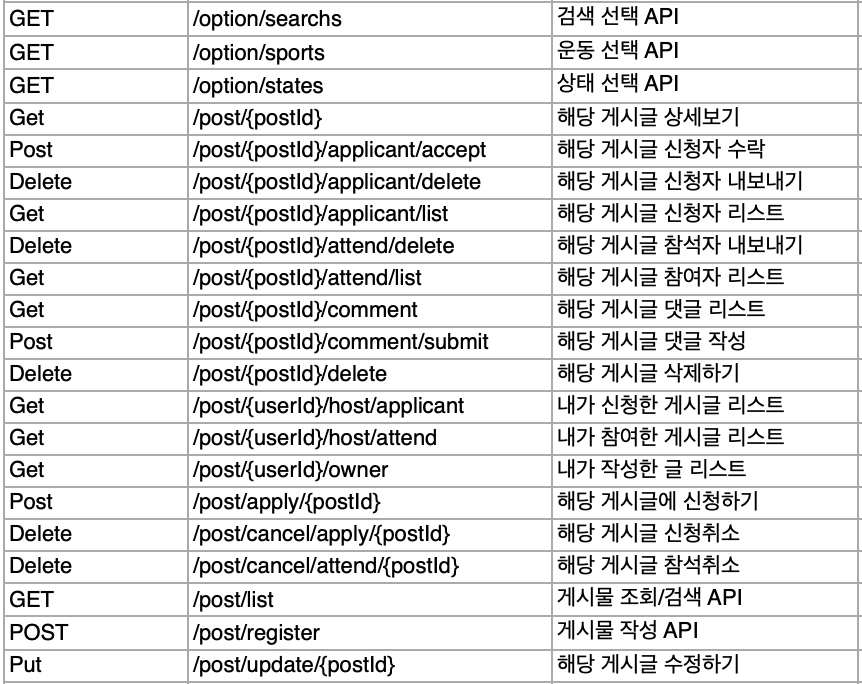 GET /option/searchs 검색 선택 API
GET /option/sports 운동 선택 API
GET /option/states 상태 선택 API
Get /post/{postId} 해당 게시글 상세보기
Post /post/{postId}/applicant/accept 해당 게시글 신청자 수락
Delete /post/{postId}/applicant/delete 해당 게시글 신청자 내보내기
Get /post/{postId}/applicant/list 해당 게시글 신청자 리스트
Delete /post/{postId}/attend/delete 해당 게시글 참석자 내보내기
Get /post/{postId}/attend/list 해당 게시글 참여자 리스트
Get /post/{postId}/comment 해당 게시글 댓글 리스트
Post /post/{postId}/comment/submit 해당 게시글 댓글 작성
Delete /post/{postId}/delete 해당 게시글 삭제하기
Get /post/{userId}/host/applicant 내가 신청한 게시글 리스트
Get /post/{userId}/host/attend 내가 참여한 게시글 리스트
Get /post/{userId}/owner 내가 작성한 글 리스트
Post /post/apply/{postId} 해당 게시글에 신청하기
Delete /post/cancel/apply/{postId} 해당 게시글 신청취소
Delete /post/cancel/attend/{postId} 해당 게시글 참석취소
GET /post/list 게시물 조회/검색 API
POST /post/register 게시물 작성 API
Put /post/update/{postId} 해당 게시글 수정하기